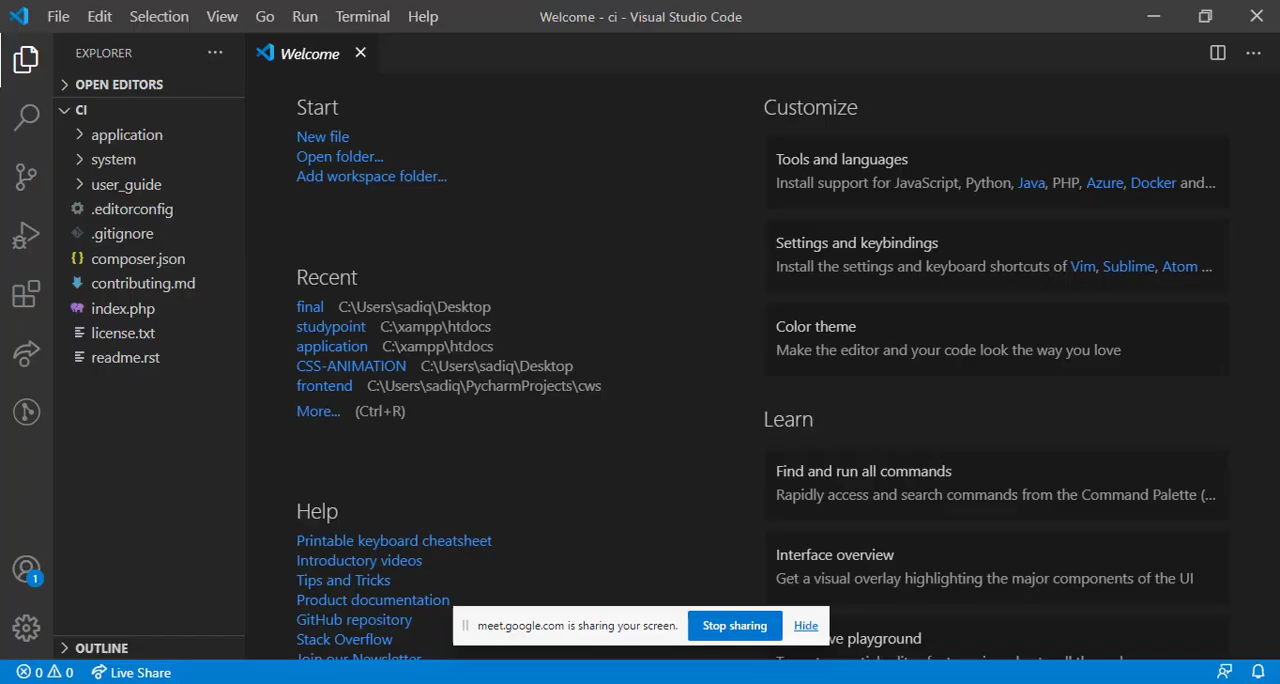 File Edit Selection View Go Run Terminal Help
Welcome - ci - Visual Studio Code
EXPLORER
OPEN EDITORS
CI
application
system
user_guide
.editorconfig
.gitignore
composer.json
contributing.md
index.php
license.txt
readme.rst
OUTLINE
Welcome
Start
New file
Open folder...
Add workspace folder...
Recent
final C:\Users\sadiq\Desktop
studypoint C:\xampp\htdocs
application C:\xampp\htdocs
CSS-ANIMATION C:\Users\sadiq\Desktop
frontend C:\Users\sadiq\PycharmProjects\cws
More... (Ctrl+R)
Help
Printable keyboard cheatsheet
Introductory videos
Tips and Tricks
Product documentation
GitHub repository
Stack Overflow
Join our Newsletter
Customize
Tools and languages
Install support for JavaScript, Python, Java, PHP, Azure, Docker and...
Settings and keybindings
Install the settings and keyboard shortcuts of Vim, Sublime, Atom ...
Color theme
Make the editor and your code look the way you love
Learn
Find and run all commands
Rapidly access and search commands from the Command Palette (...
Interface overview
Get a visual overlay highlighting the major components of the UI
playground
meet.google.com is sharing your screen. Stop sharing Hide
1
0 0 Live Share